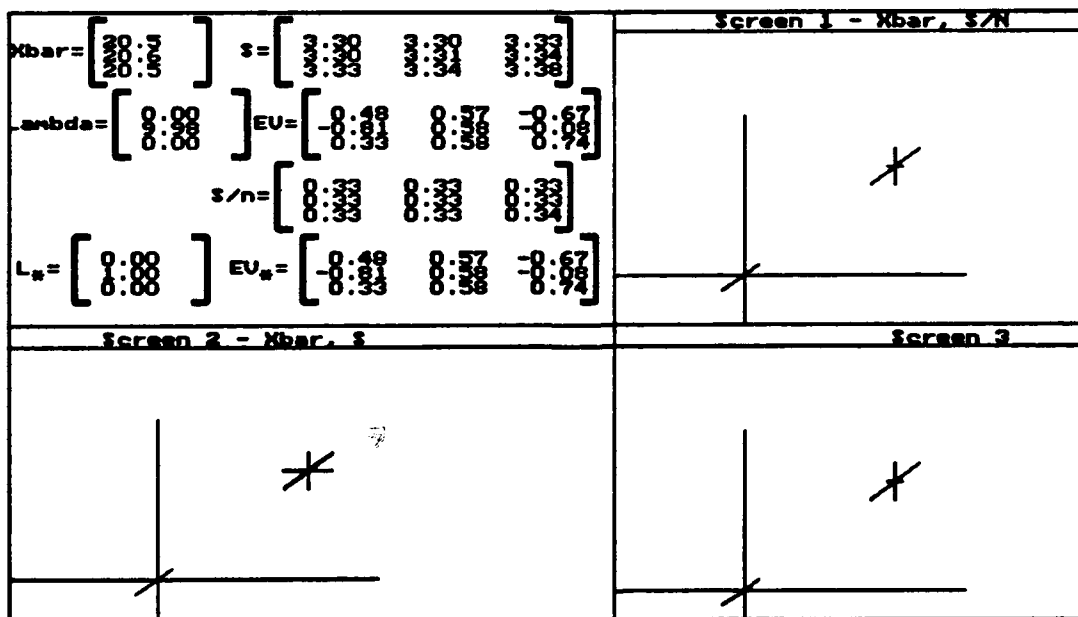 Screen 1 - Xbar, S/N
Xbar= 20.5 S= 3.30 3.30 3.33
20.5 3.30 3.31 3.34
20.5 3.33 3.34 3.38
Lambda= 0.00 EV= -0.48 0.57 -0.67
9.98 -0.81 0.58 -0.08
0.00 0.33 0.58 0.74
S/n= 0.33 0.33 0.33
0.33 0.33 0.33
0.33 0.33 0.34
L*= 0.00 EV*= -0.48 0.57 -0.67
1.00 -0.81 0.58 -0.08
0.00 0.33 0.58 0.74
Screen 2 - Xbar, S
Screen 3